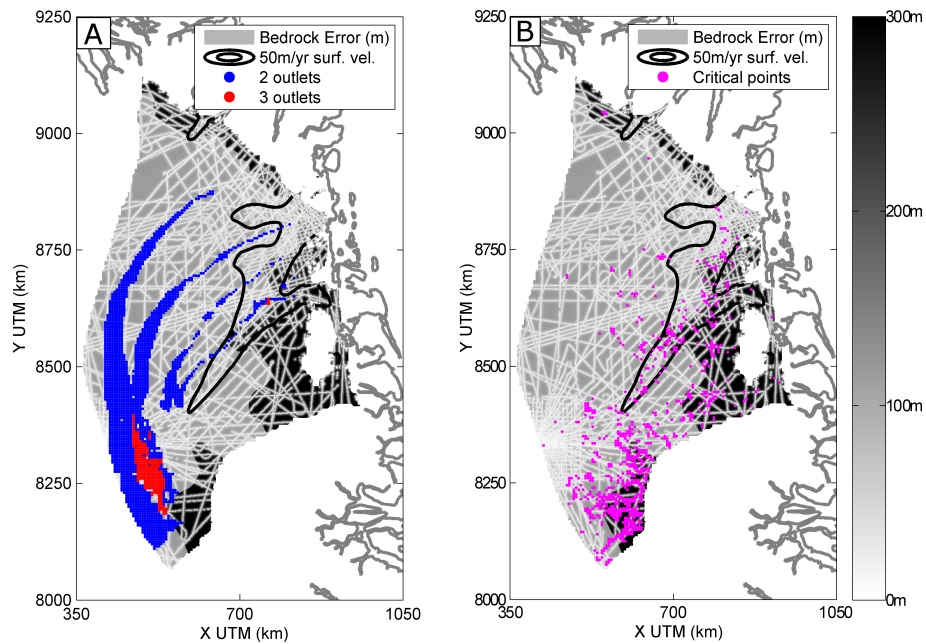 A
Bedrock Error (m)
50m/yr surf. vel.
2 outlets
3 outlets
9250
9000
8750
8500
8250
8000
350
700
1050
X UTM (km)
Y UTM (km)
B
Bedrock Error (m)
50m/yr surf. vel.
Critical points
9250
9000
8750
8500
8250
8000
350
700
1050
X UTM (km)
Y UTM (km)
300m
200m
100m
0m